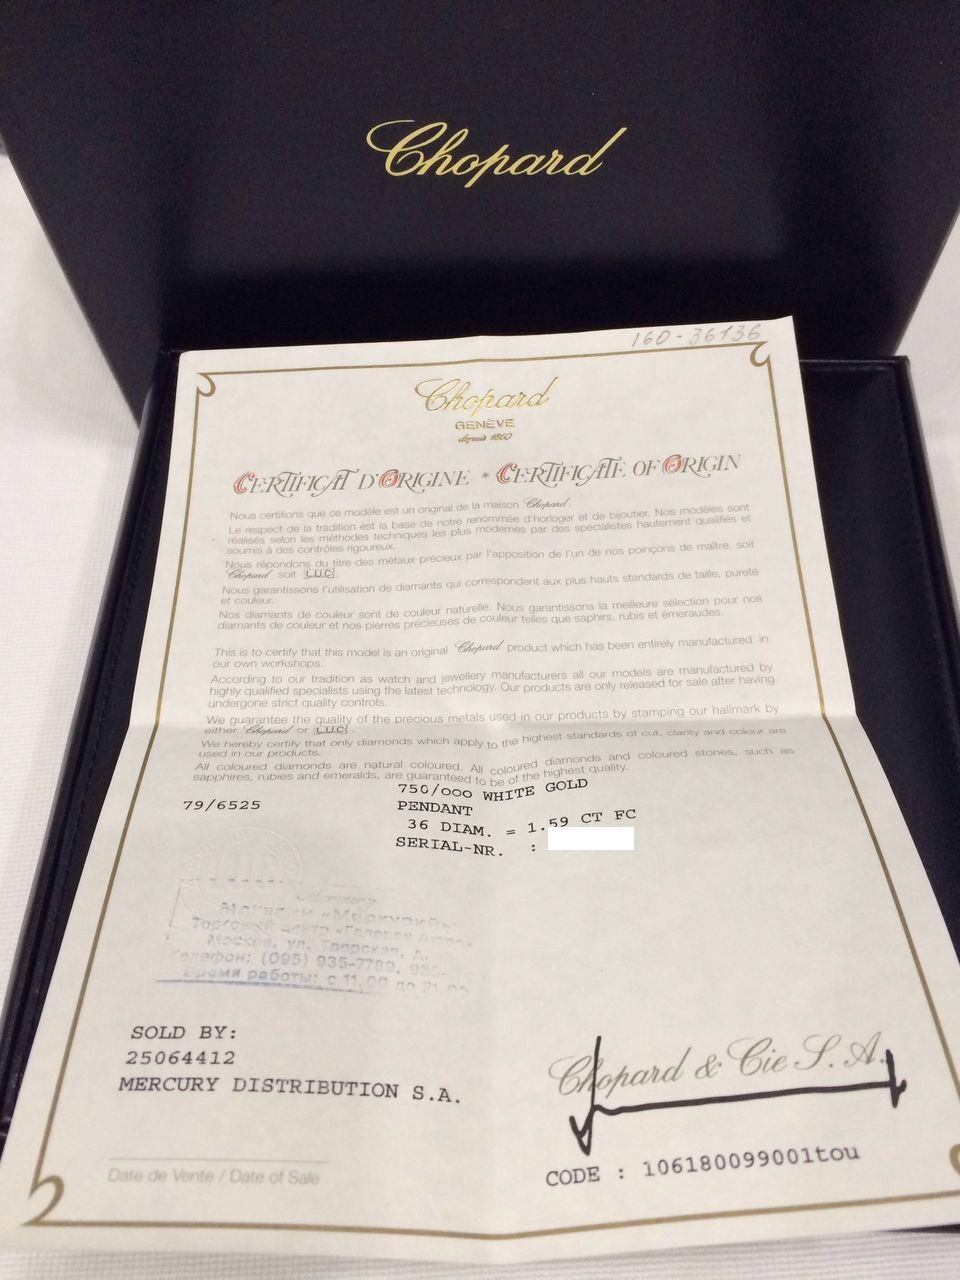 Chopard
160-36136
Chopard
GENÈVE
depuis 1860
CERTIFICAT D'ORIGINE * CERTIFICATE OF ORIGIN
Nous certifions que ce modèle est un original de la maison Chopard.
Le respect de la tradition est la base de notre renommée d'horloger et de bijoutier. Nos modèles sont
réalisés selon les méthodes techniques les plus modernes par des spécialistes hautement qualifiés et
soumis à des contrôles rigoureux.
Nous répondons du titre des métaux précieux par l'apposition de l'un de nos poinçons de maître, soit
Chopard soit L.U.C.
Nous garantissons l'utilisation de diamants qui correspondent aux plus hauts standards de taille, pureté
et couleur.
Nos diamants de couleur sont de couleur naturelle. Nous garantissons la meilleure sélection pour nos
diamants de couleur et nos pierres précieuses de couleur telles que saphirs, rubis et émeraudes.
This is to certify that this model is an original Chopard product which has been entirely manufactured in
our own workshops.
According to our tradition as watch and jewellery manufacturers all our models are manufactured by
highly qualified specialists using the latest technology. Our products are only released for sale after having
undergone strict quality controls.
We guarantee the quality of the precious metals used in our products by stamping our hallmark by
either Chopard or L.U.C.
We hereby certify that only diamonds which apply to the highest standards of cut, clarity and colour are
used in our products.
All coloured diamonds are natural coloured. All coloured diamonds and coloured stones, such as
sapphires, rubies and emeralds, are guaranteed to be of the highest quality.
750/000 WHITE GOLD
79/6525 PENDANT
36 DIAM. = 1.59 CT FC
SERIAL-NR. :
Mercury
Магазин «Меркурий»
Торговый центр «Галерея Актер»
Москва, ул. Тверская, д.
Телефон: (095) 935-7789,
Время работы: с 11.00 до 21.00
SOLD BY:
25064412
MERCURY DISTRIBUTION S.A.
Chopard & Cie S.A.
Date de Vente / Date of Sale
CODE : 106180099001tou